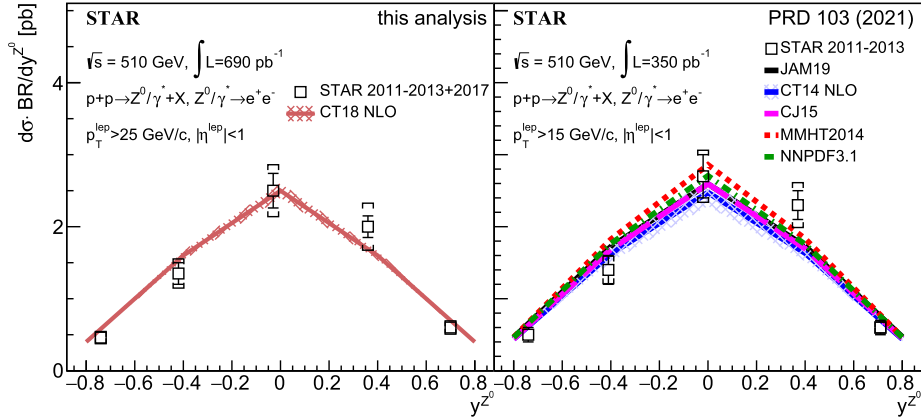 dσ· BR/dy^{Z^0} [pb]
STAR this analysis
√s = 510 GeV, ∫L=690 pb^{-1}
p+p→Z^0/γ^*+X, Z^0/γ^*→e^+e^-
p_T^{lep}>25 GeV/c, |η^{lep}|<1
STAR 2011-2013+2017
CT18 NLO
4
2
0
−0.8 −0.6 −0.4 −0.2 0 0.2 0.4 0.6 0.8
y^{Z^0}
STAR PRD 103 (2021)
√s = 510 GeV, ∫L=350 pb^{-1}
p+p→Z^0/γ^*+X, Z^0/γ^*→e^+e^-
p_T^{lep}>15 GeV/c, |η^{lep}|<1
STAR 2011-2013
JAM19
CT14 NLO
CJ15
MMHT2014
NNPDF3.1
−0.8 −0.6 −0.4 −0.2 0 0.2 0.4 0.6 0.8
y^{Z^0}